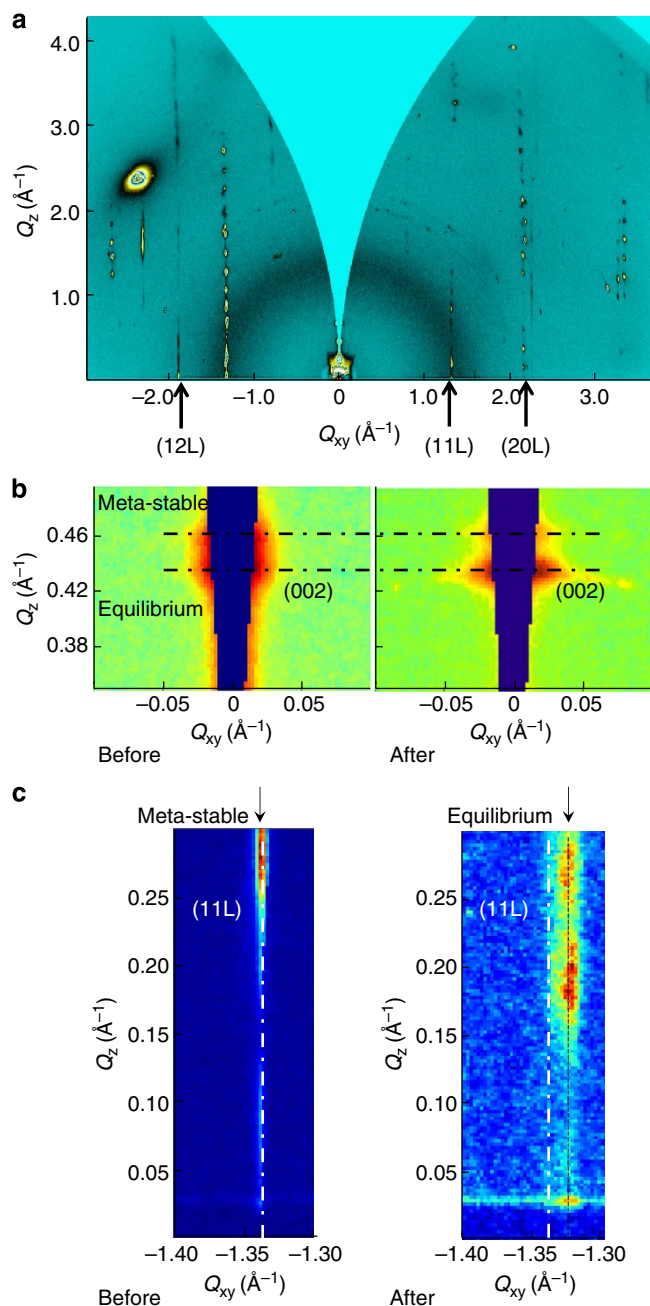 a
4.0
3.0
2.0
1.0
Qz (Å–1)
–2.0 –1.0 0 1.0 2.0 3.0
Qxy (Å–1)
(12L) (11L) (20L)
b
Meta-stable
0.46
0.42
0.38
Qz (Å–1)
(002) (002)
Equilibrium
–0.05 0 0.05 –0.05 0 0.05
Qxy (Å–1) Qxy (Å–1)
Before After
c
Meta-stable Equilibrium
(11L) (11L)
0.25 0.25
0.20 0.20
0.15 0.15
0.10 0.10
0.05 0.05
Qz (Å–1) Qz (Å–1)
–1.40 –1.35 –1.30 –1.40 –1.35 –1.30
Qxy (Å–1) Qxy (Å–1)
Before After